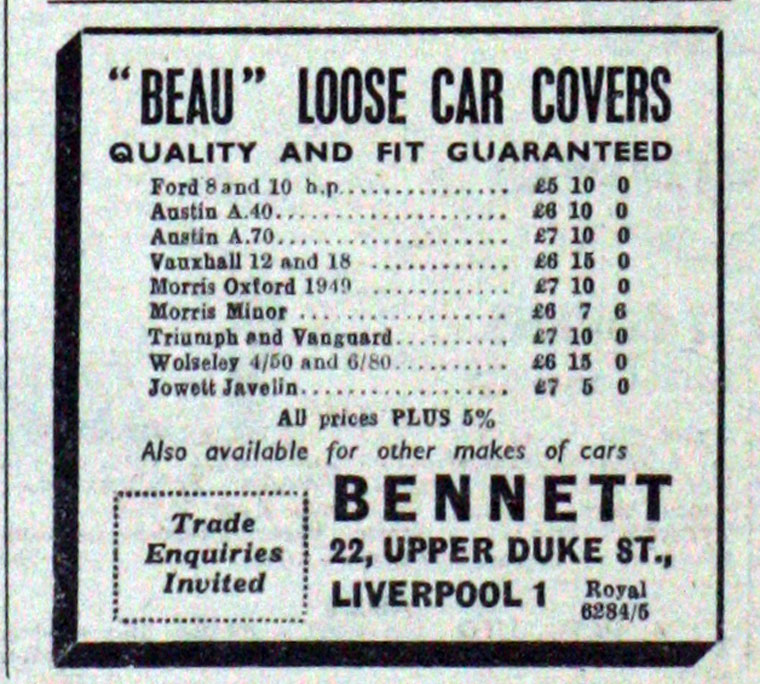 "BEAU" LOOSE CAR COVERS
QUALITY AND FIT GUARANTEED
Ford 8 and 10 h.p. .............. £5 10 0
Austin A.40...................... £6 10 0
Austin A.70...................... £7 10 0
Vauxhall 12 and 18 ............. £6 15 0
Morris Oxford 1949 ............. £7 10 0
Morris Minor .................... £6 7 6
Triumph and Vanguard........... £7 10 0
Wolseley 4/50 and 6/80........... £6 15 0
Jowett Javelin................... £7 5 0
All prices PLUS 5%
Also available for other makes of cars
Trade
Enquiries
Invited
BENNETT
22, UPPER DUKE ST.,
LIVERPOOL 1 Royal
6284/5